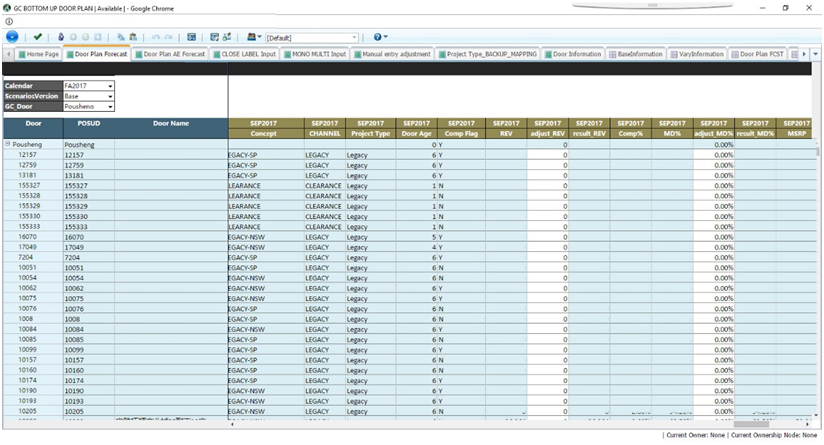 GC BOTTOM UP DOOR PLAN | Available | - Google Chrome
[Default]
Home Page Door Plan Forecast Door Plan AE Forecast CLOSE LABEL Input MONO MULTI Input Manual entry adjustment Project Type_BACKUP_MAPPING Door Information BaseInformation VaryInformation Door Plan FCST
Calendar FA2017
ScenariosVersion Base
GC_Door Pousheng
SEP2017 SEP2017 SEP2017 SEP2017 SEP2017 SEP2017 SEP2017 SEP2017 SEP2017 SEP2017 SEP2017 SEP2017 SEP2017
Door POSUD Door Name Concept CHANNEL Project Type Door Age Comp Flag REV adjust_REV result_REV Comp% MD% adjust_MD% result_MD% MSRP
Pousheng Pousheng 0 Y 0 0.00%
12157 12157 EGACY-SP LEGACY Legacy 6 Y 0 0.00%
12759 12759 EGACY-SP LEGACY Legacy 6 Y 0 0.00%
13181 13181 EGACY-SP LEGACY Legacy 6 Y 0 0.00%
155327 155327 LEARANCE CLEARANCE Legacy 1 N 0 0.00%
155328 155328 LEARANCE CLEARANCE Legacy 1 N 0 0.00%
155329 155329 LEARANCE CLEARANCE Legacy 1 N 0 0.00%
155330 155330 LEARANCE CLEARANCE Legacy 1 N 0 0.00%
155333 155333 LEARANCE CLEARANCE Legacy 1 N 0 0.00%
16070 16070 EGACY-NSW LEGACY Legacy 5 Y 0 0.00%
17049 17049 EGACY-NSW LEGACY Legacy 4 Y 0 0.00%
7204 7204 EGACY-SP LEGACY Legacy 6 Y 0 0.00%
10051 10051 EGACY-SP LEGACY Legacy 6 N 0 0.00%
10054 10054 EGACY-NSW LEGACY Legacy 6 N 0 0.00%
10062 10062 EGACY-NSW LEGACY Legacy 6 Y 0 0.00%
10075 10075 EGACY-NSW LEGACY Legacy 6 Y 0 0.00%
10076 10076 EGACY-SP LEGACY Legacy 6 Y 0 0.00%
1008 1008 EGACY-SP LEGACY Legacy 6 N 0 0.00%
10084 10084 EGACY-NSW LEGACY Legacy 6 Y 0 0.00%
10085 10085 EGACY-SP LEGACY Legacy 6 N 0 0.00%
10099 10099 EGACY-SP LEGACY Legacy 6 Y 0 0.00%
10157 10157 EGACY-SP LEGACY Legacy 6 N 0 0.00%
10160 10160 EGACY-SP LEGACY Legacy 6 N 0 0.00%
10174 10174 EGACY-SP LEGACY Legacy 6 Y 0 0.00%
10190 10190 EGACY-NSW LEGACY Legacy 6 Y 0 0.00%
10193 10193 EGACY-NSW LEGACY Legacy 6 Y 0 0.00%
10205 10205 EGACY-NSW LEGACY Legacy 6 N 0 0.00%
| Current Owner: None | Current Ownership Node: None